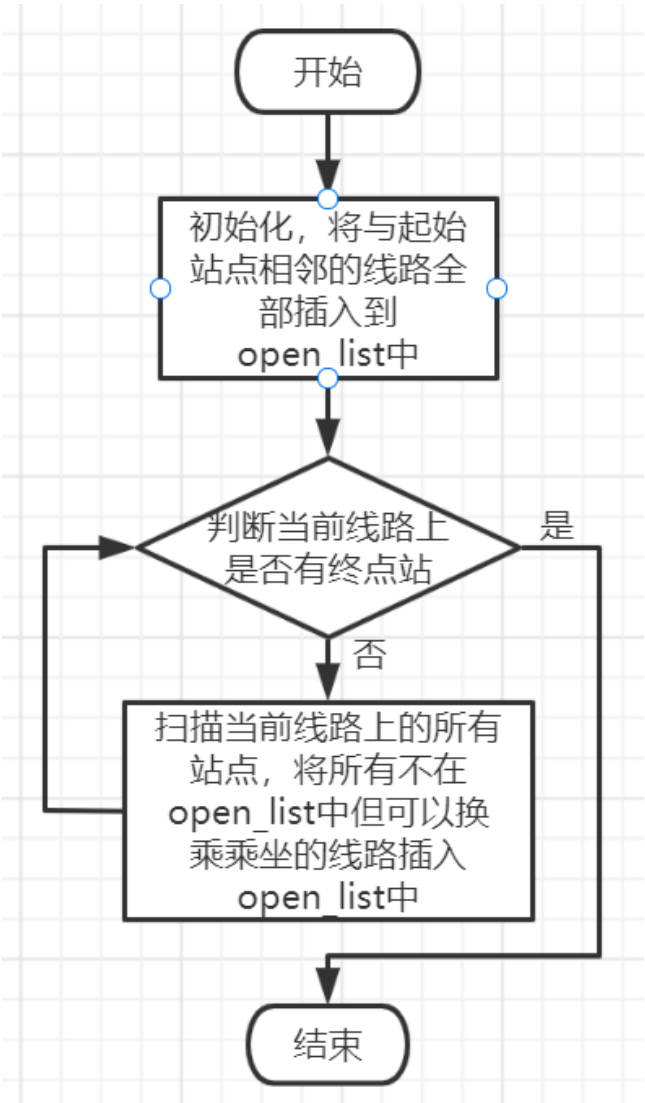 开始
初始化，将与起始
站点相邻的线路全
部插入到
open_list中
判断当前线路上
是否有终点站
是
否
扫描当前线路上的所有
站点，将所有不在
open_list中但可以换
乘乘坐的线路插入
open_list中
结束